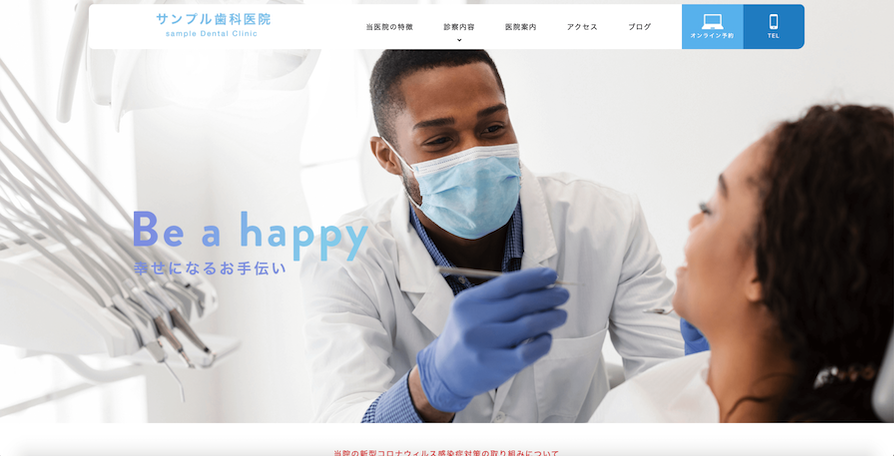 サンプル歯科医院
sample Dental Clinic
当医院の特徴
診察内容
医院案内
アクセス
ブログ
オンライン予約
TEL
Be a happy
幸せになるお手伝い
当院の新型コロナウィルス感染症対策の取り組みについて